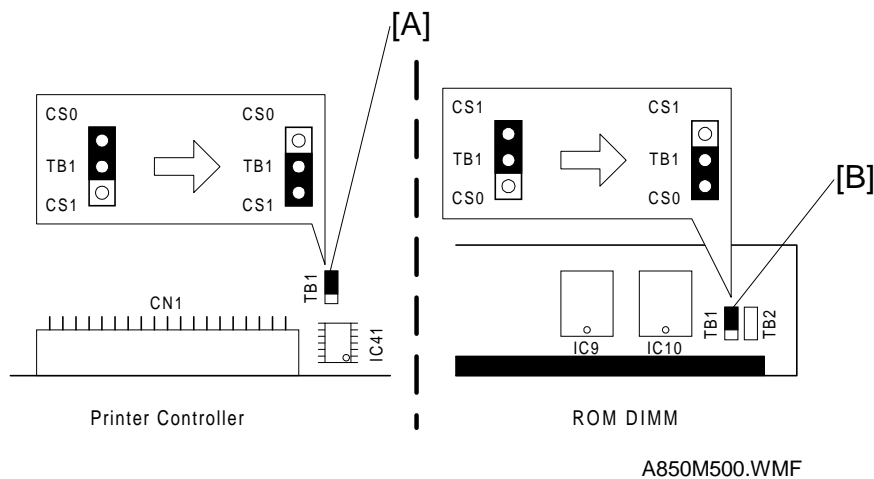 [A]
CS0
TB1
CS1
CS0
TB1
CS1
TB1
CN1
IC41
Printer Controller
CS1
TB1
CS0
CS1
TB1
CS0
[B]
TB1
TB2
IC9
IC10
ROM DIMM
A850M500.WMF